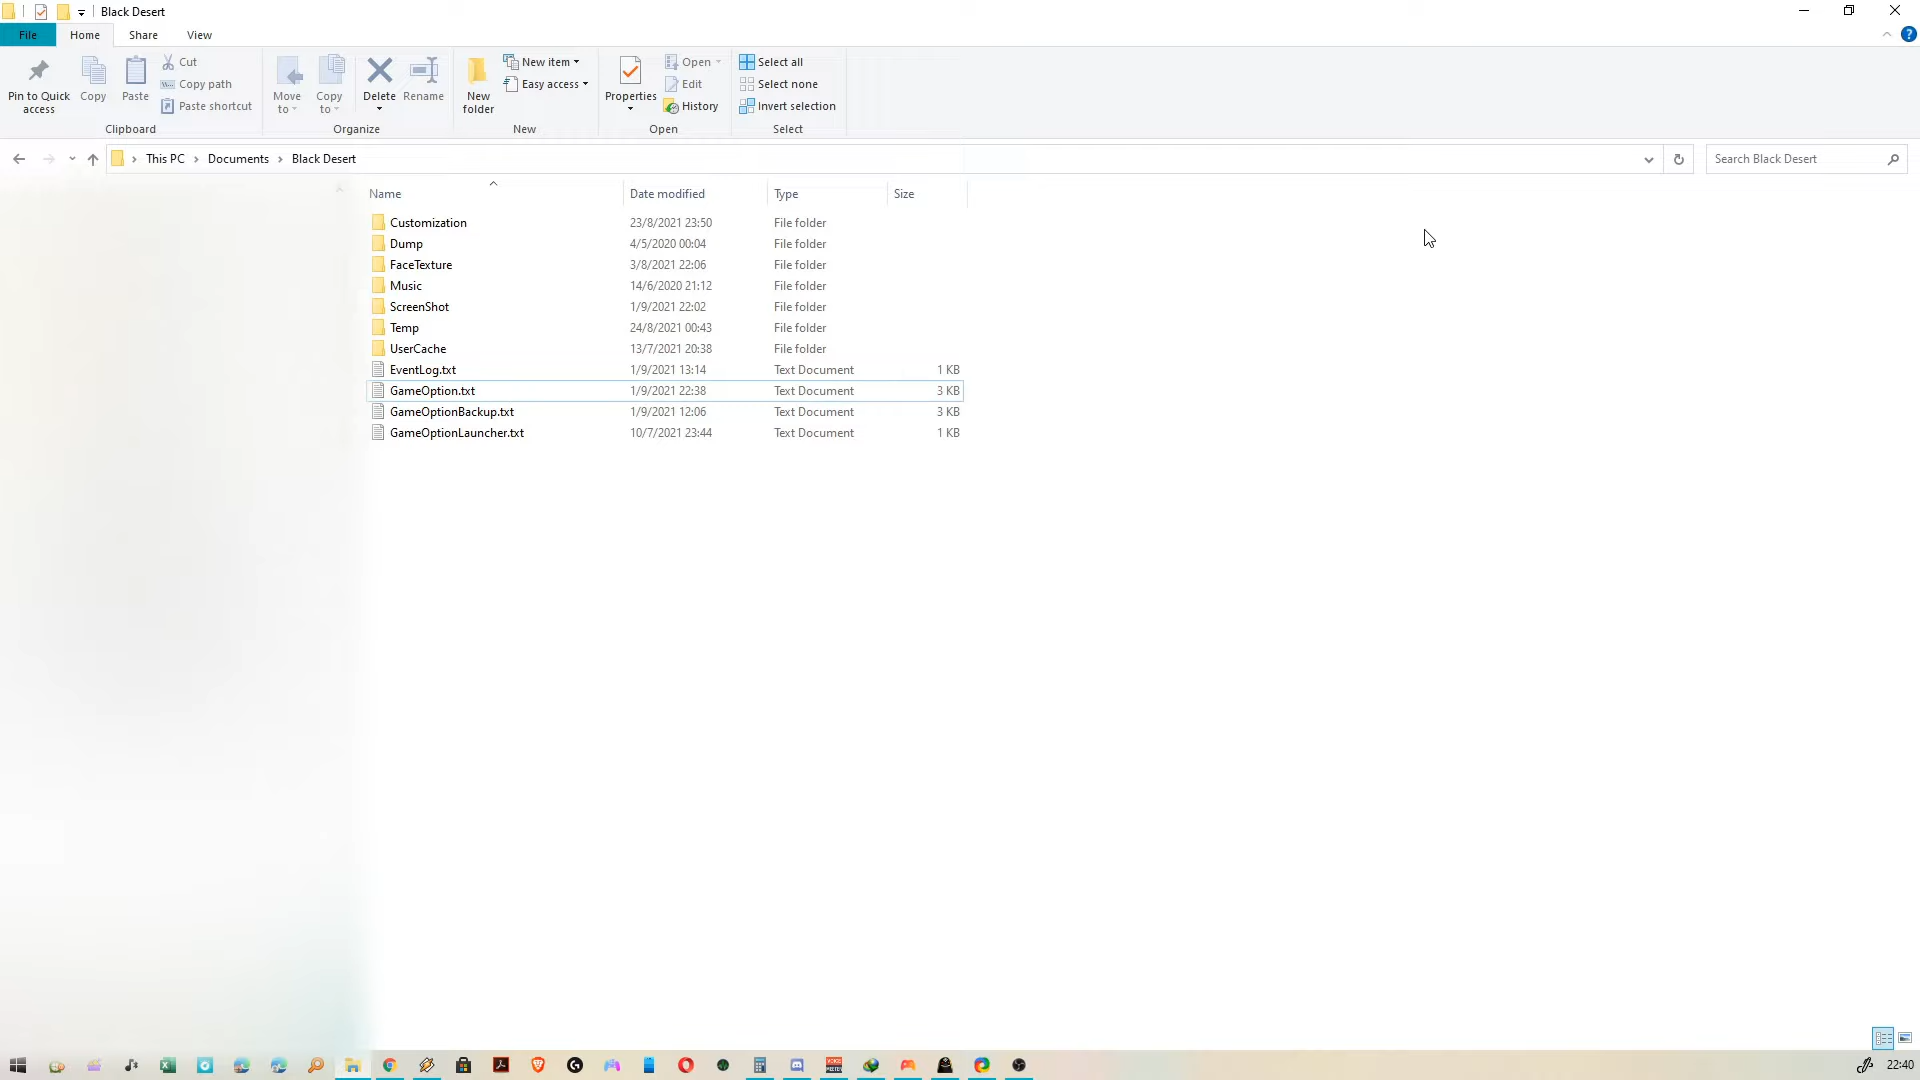 Black Desert
File Home Share View
Pin to Quick access
Copy
Paste
Cut
Copy path
Paste shortcut
Clipboard
Move to
Copy to
Delete
Rename
Organize
New folder
New item
Easy access
New
Properties
Open
Edit
History
Open
Select all
Select none
Invert selection
Select
This PC > Documents > Black Desert
Search Black Desert
Name Date modified Type Size
Customization 23/8/2021 23:50 File folder
Dump 4/5/2020 00:04 File folder
FaceTexture 3/8/2021 22:06 File folder
Music 14/6/2020 21:12 File folder
ScreenShot 1/9/2021 22:02 File folder
Temp 24/8/2021 00:43 File folder
UserCache 13/7/2021 20:38 File folder
EventLog.txt 1/9/2021 13:14 Text Document 1 KB
GameOption.txt 1/9/2021 22:38 Text Document 3 KB
GameOptionBackup.txt 1/9/2021 12:06 Text Document 3 KB
GameOptionLauncher.txt 10/7/2021 23:44 Text Document 1 KB
22:40